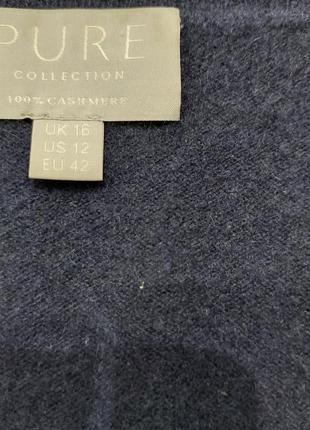 PURE
COLLECTION
100% CASHMERE
UK 16
US 12
EU 42